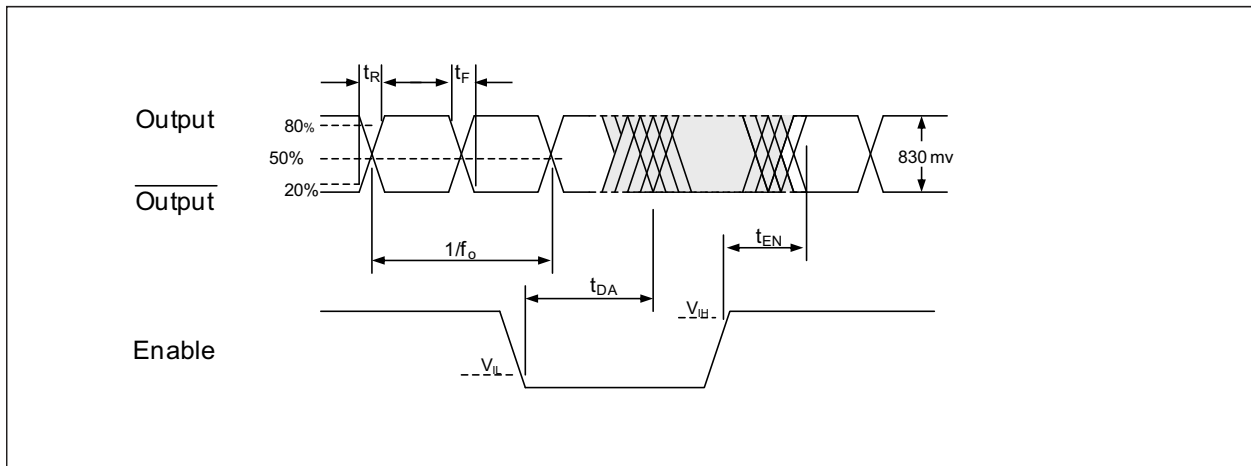 tR
tF
Output
80%
50%
830 mv
20%
Output
tEN
1/fo
tDA
VIH
Enable
VIL